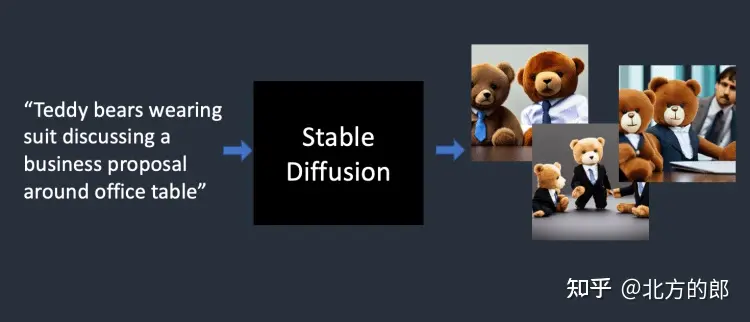 “Teddy bears wearing
suit discussing a
business proposal
around office table”
Stable
Diffusion
知乎 @北方的郎